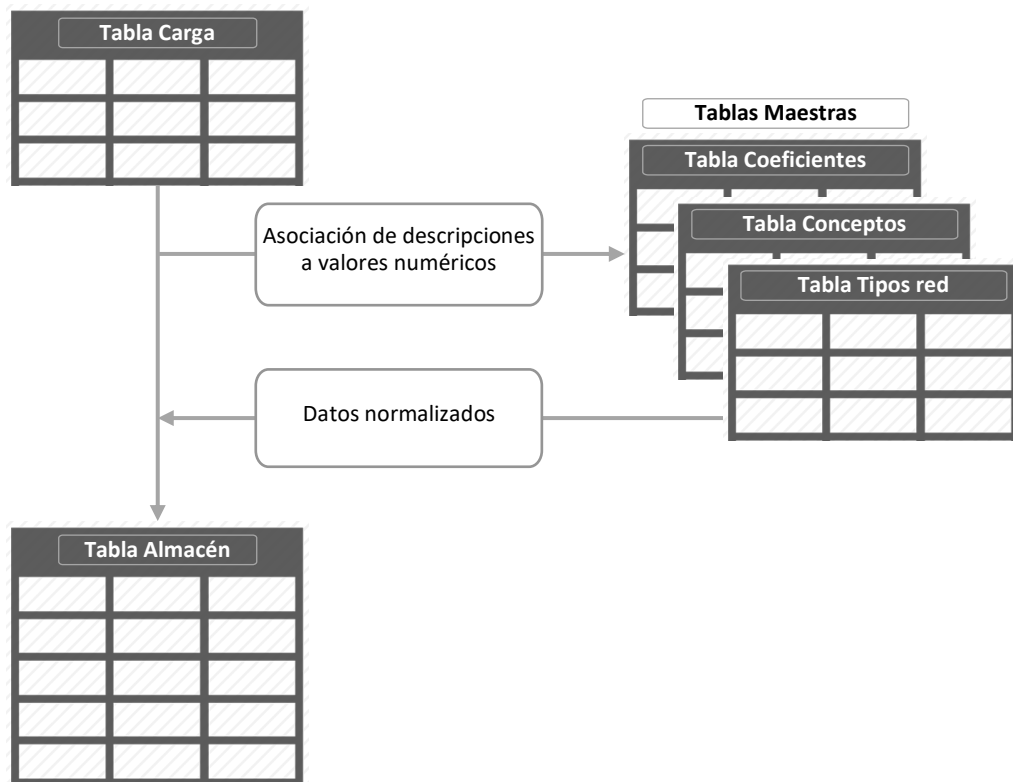 Tabla Carga
Tablas Maestras
Tabla Coeficientes
Asociación de descripciones
a valores numéricos
Tabla Conceptos
Tabla Tipos red
Datos normalizados
Tabla Almacén